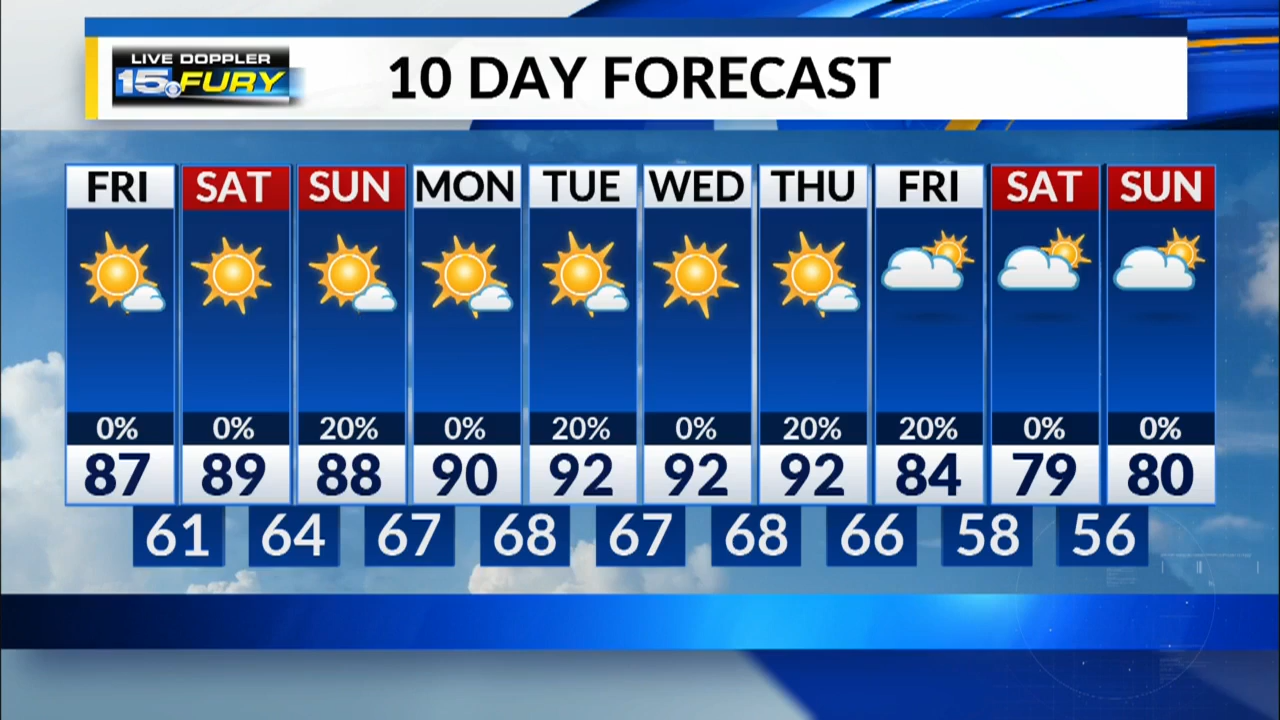 LIVE DOPPLER
15 FURY
10 DAY FORECAST
FRI SAT SUN MON TUE WED THU FRI SAT SUN
0% 0% 20% 0% 20% 0% 20% 20% 0% 0%
87 89 88 90 92 92 92 84 79 80
61 64 67 68 67 68 66 58 56